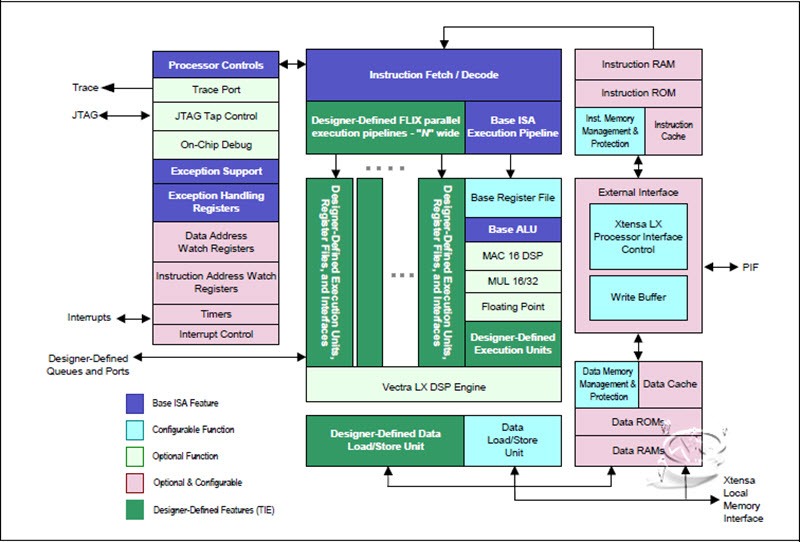 Processor Controls
Trace Port
JTAG Tap Control
On-Chip Debug
Exception Support
Exception Handling
Registers
Data Address
Watch Registers
Instruction Address Watch
Registers
Timers
Interrupt Control
Trace
JTAG
Interrupts
Designer-Defined
Queues and Ports
Instruction Fetch / Decode
Designer-Defined FLIX parallel
execution pipelines - "N" wide
Base ISA
Execution Pipeline
Designer-Defined Execution Units,
Register Files, and Interfaces
Designer-Defined Execution Units,
Register Files, and Interfaces
Base Register File
Base ALU
MAC 16 DSP
MUL 16/32
Floating Point
Designer-Defined
Execution Units
Vectra LX DSP Engine
Designer-Defined Data
Load/Store Unit
Data
Load/Store
Unit
Instruction RAM
Instruction ROM
Inst. Memory
Management &
Protection
Instruction
Cache
External Interface
Xtensa LX
Processor Interface
Control
Write Buffer
PIF
Data Memory
Management &
Protection
Data Cache
Data ROMs
Data RAMs
Xtensa
Local
Memory
Interface
Base ISA Feature
Configurable Function
Optional Function
Optional & Configurable
Designer-Defined Features (TIE)